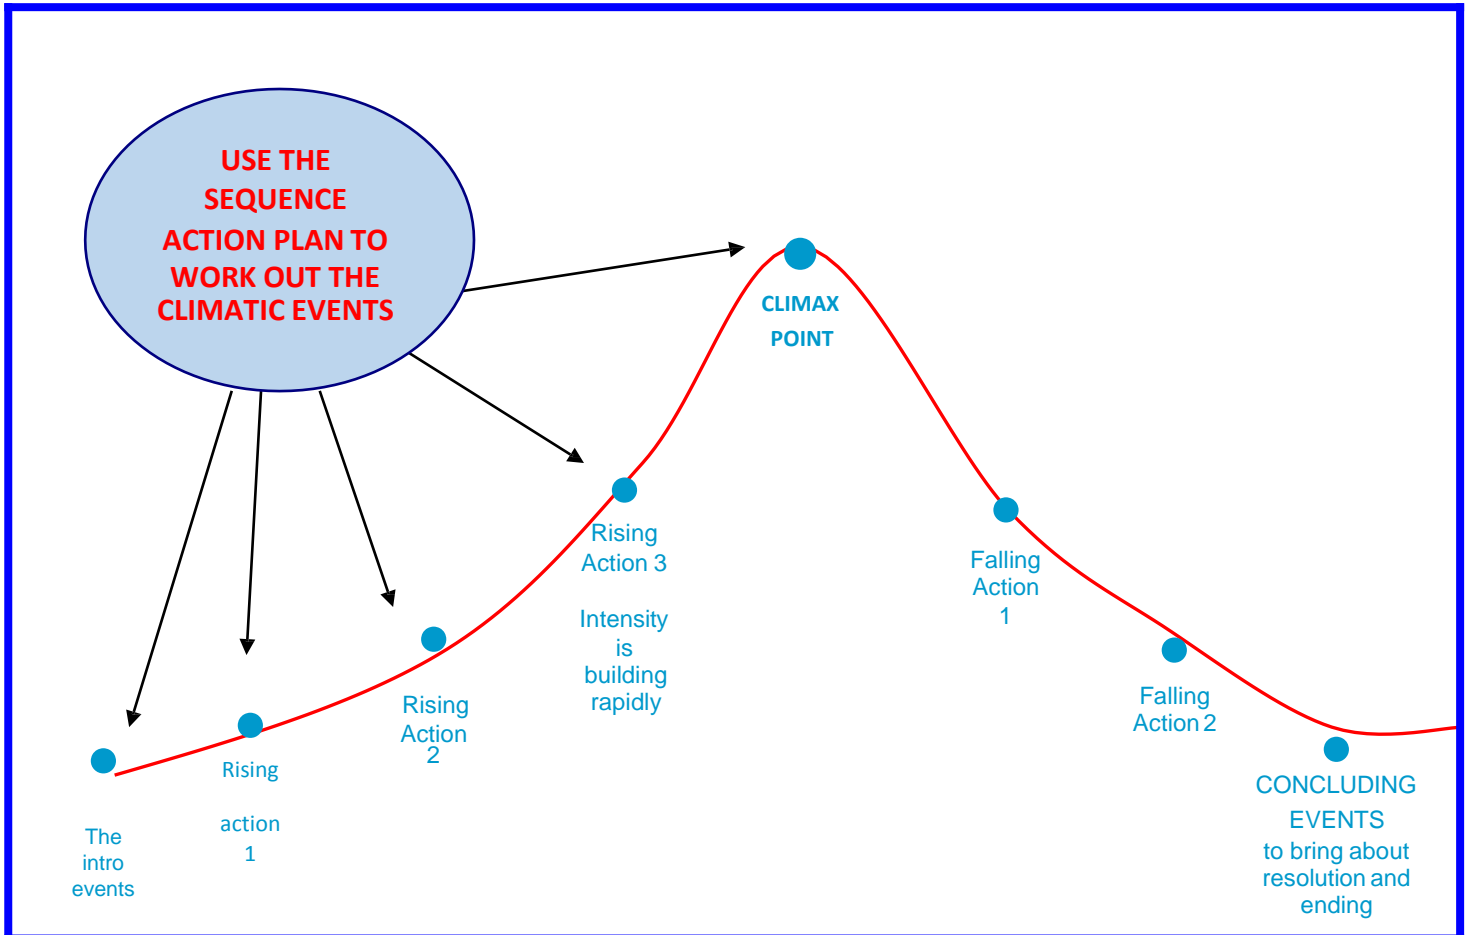 USE THE
SEQUENCE
ACTION PLAN TO
WORK OUT THE
CLIMATIC EVENTS
CLIMAX
POINT
Rising
Action 3
Intensity
is
building
rapidly
Falling
Action
1
Rising
Action
2
Falling
Action 2
Rising
action
1
The
intro
events
CONCLUDING
EVENTS
to bring about
resolution and
ending